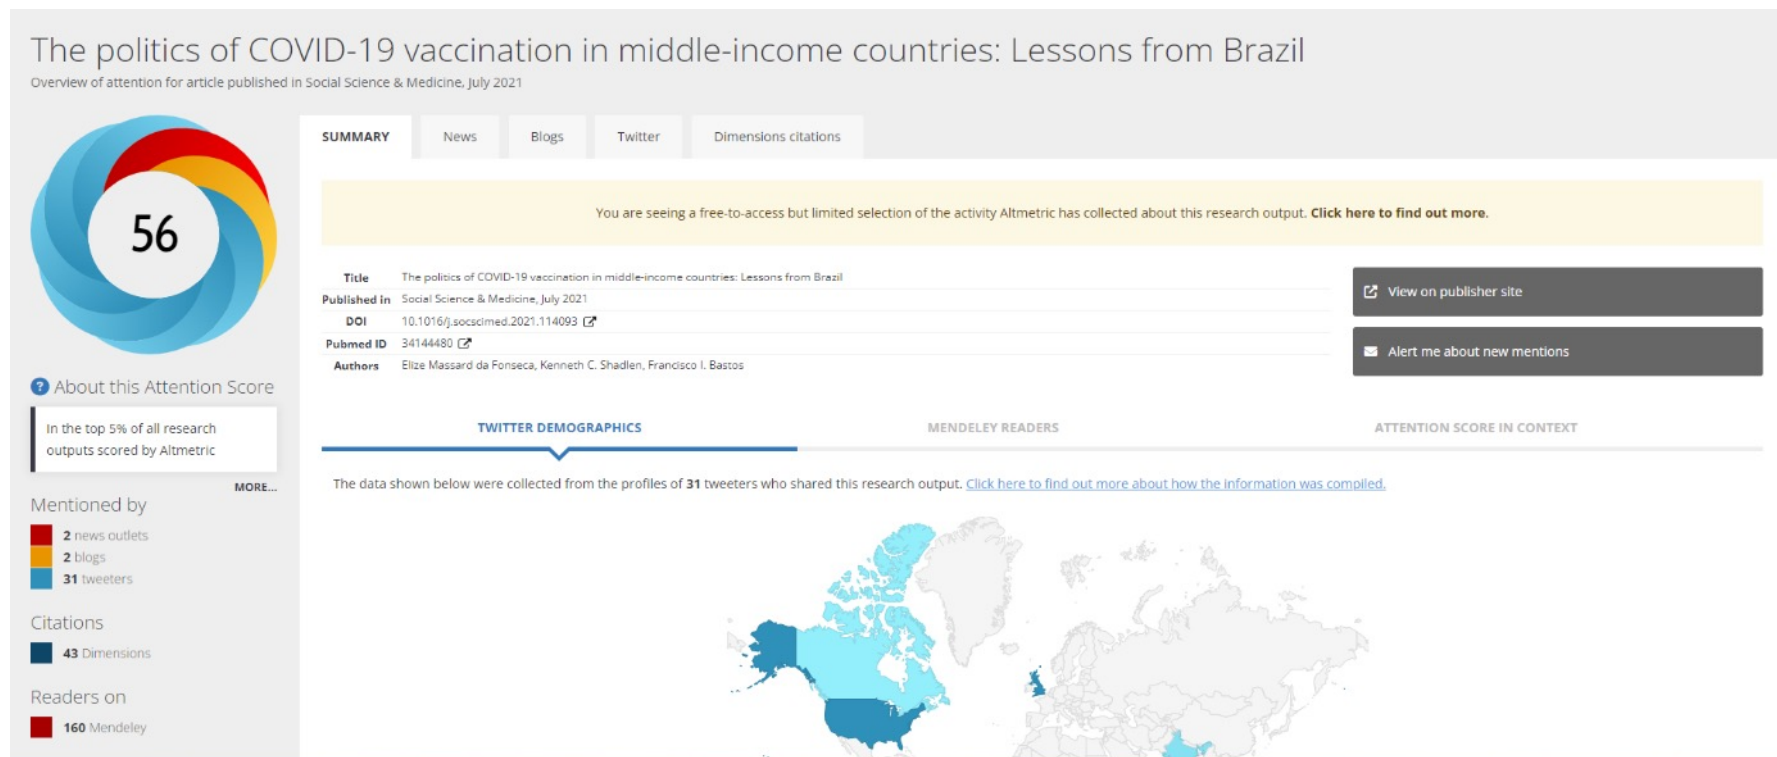 The politics of COVID-19 vaccination in middle-income countries: Lessons from Brazil
Overview of attention for article published in Social Science & Medicine, July 2021
56
About this Attention Score
In the top 5% of all research
outputs scored by Altmetric
MORE...
Mentioned by
2 news outlets
2 blogs
31 tweeters
Citations
43 Dimensions
Readers on
160 Mendeley
SUMMARY News Blogs Twitter Dimensions citations
You are seeing a free-to-access but limited selection of the activity Altmetric has collected about this research output. Click here to find out more.
Title The politics of COVID-19 vaccination in middle-income countries: Lessons from Brazil
Published in Social Science & Medicine, July 2021
DOI 10.1016/j.socscimed.2021.114093
Pubmed ID 34144480
Authors Elize Massard da Fonseca, Kenneth C. Shadlen, Francisco I. Bastos
View on publisher site
Alert me about new mentions
TWITTER DEMOGRAPHICS MENDELEY READERS ATTENTION SCORE IN CONTEXT
The data shown below were collected from the profiles of 31 tweeters who shared this research output. Click here to find out more about how the information was compiled.